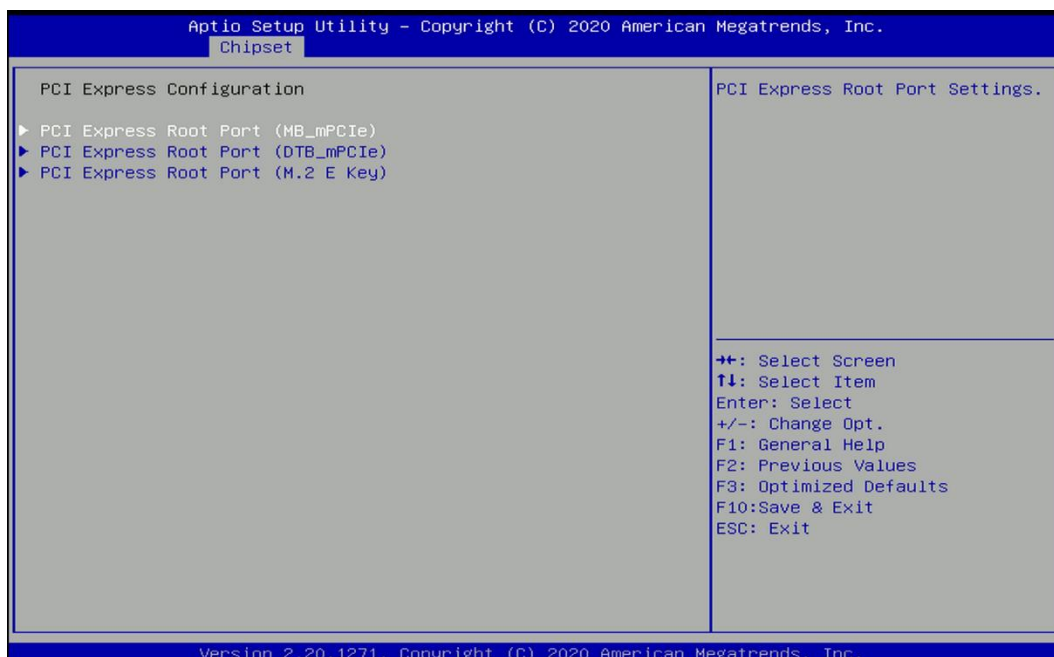 Aptio Setup Utility – Copyright (C) 2020 American Megatrends, Inc.
Chipset
PCI Express Configuration
PCI Express Root Port (MB_mPCIe)
PCI Express Root Port (DTB_mPCIe)
PCI Express Root Port (M.2 E Key)
PCI Express Root Port Settings.
→←: Select Screen
↑↓: Select Item
Enter: Select
+/-: Change Opt.
F1: General Help
F2: Previous Values
F3: Optimized Defaults
F10:Save & Exit
ESC: Exit
Version 2.20.1271. Copyright (C) 2020 American Megatrends, Inc.